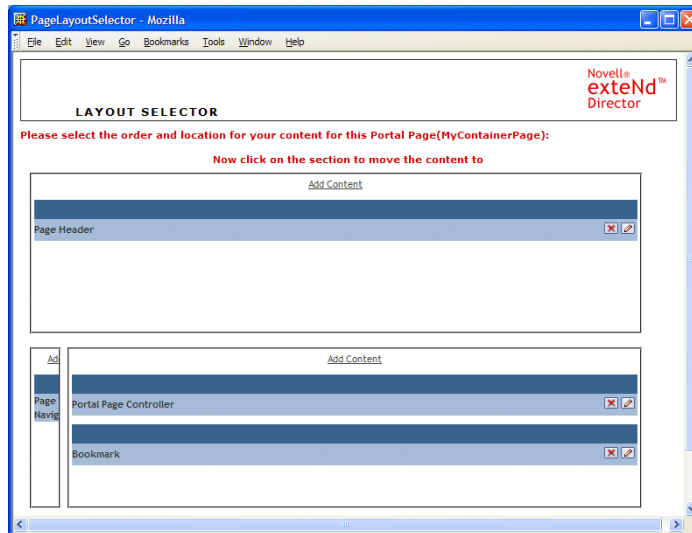 PageLayoutSelector - Mozilla
File Edit View Go Bookmarks Tools Window Help
Novell®
exteNd™
Director
LAYOUT SELECTOR
Please select the order and location for your content for this Portal Page(MyContainerPage):
Now click on the section to move the content to
Add Content
Page Header
Add Content
Page
Navig
Portal Page Controller
Bookmark